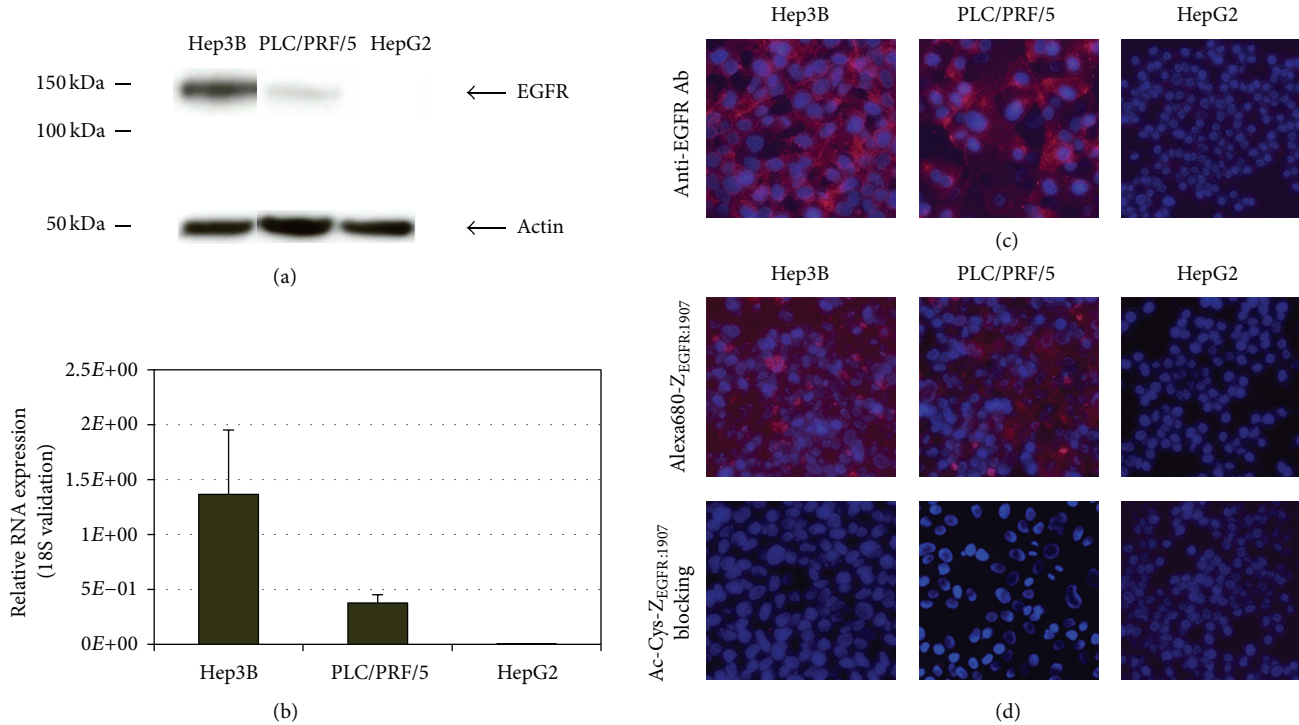 Hep3B PLC/PRF/5 HepG2
150 kDa
EGFR
100 kDa
50 kDa
Actin
(a)
2.5E+00
2E+00
1.5E+00
1E+00
5E−01
0E+00
Relative RNA expression
(18S validation)
Hep3B PLC/PRF/5 HepG2
(b)
Hep3B PLC/PRF/5 HepG2
Anti-EGFR Ab
(c)
Hep3B PLC/PRF/5 HepG2
Alexa680-Z_EGFR:1907
Ac-Cys-Z_EGFR:1907
blocking
(d)